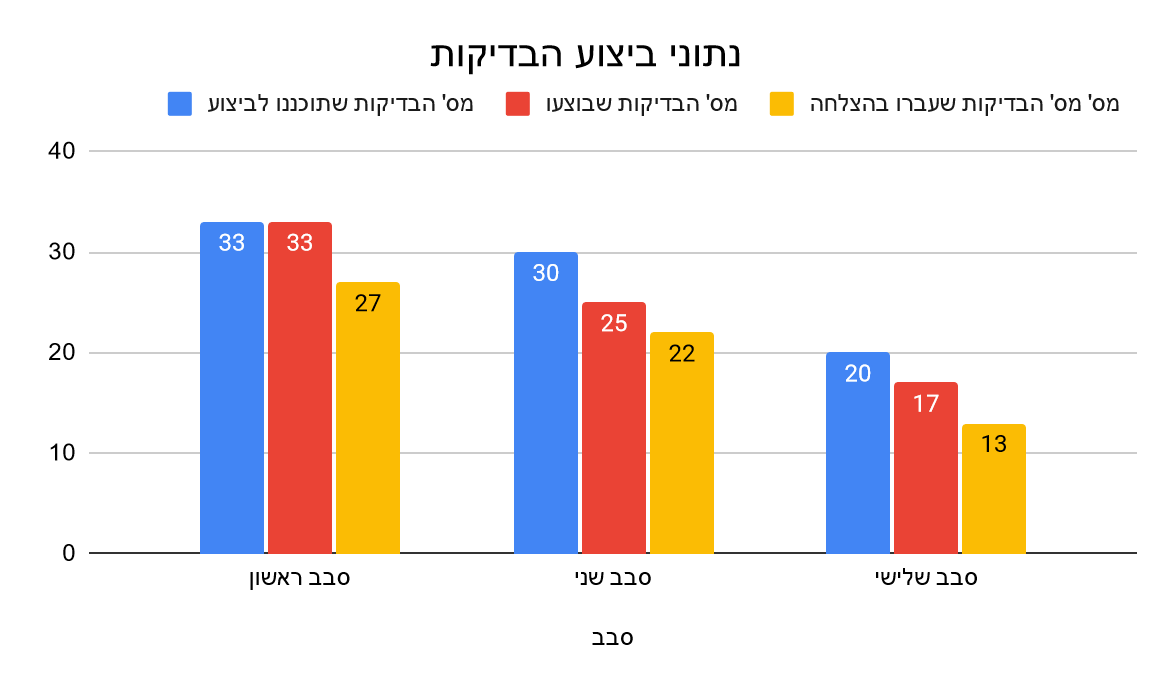 נתוני ביצוע הבדיקות
מס' הבדיקות שתוכננו לביצוע
מס' הבדיקות שבוצעו
מס' מס' הבדיקות שעברו בהצלחה
40
30
20
10
0
33
33
27
30
25
22
20
17
13
סבב ראשון
סבב שני
סבב שלישי
סבב